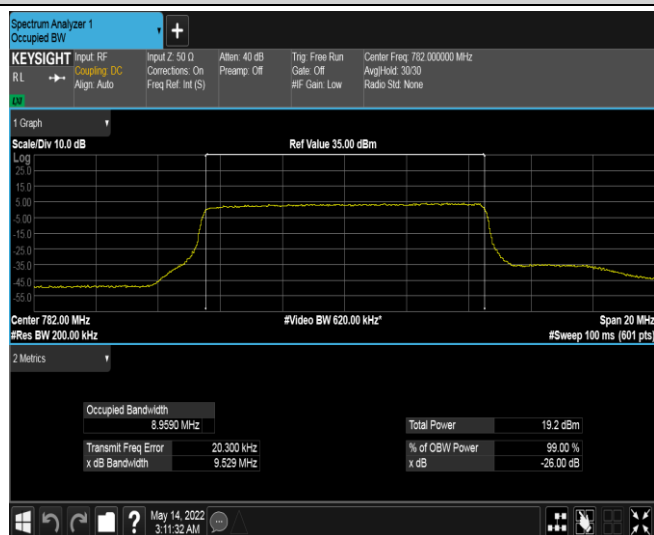 Spectrum Analyzer 1
Occupied BW
+
KEYSIGHT Input: RF Input Z: 50 Ω Atten: 40 dB Trig: Free Run Center Freq: 782.000000 MHz
RL Coupling: DC Corrections: On Preamp: Off Gate: Off Avg|Hold: 30/30
Align: Auto Freq Ref: Int (S) #IF Gain: Low Radio Std: None
LXI
1 Graph
Scale/Div 10.0 dB Ref Value 35.00 dBm
Log
25.0
15.0
5.00
-5.00
-15.0
-25.0
-35.0
-45.0
-55.0
Center 782.00 MHz #Video BW 620.00 kHz* Span 20 MHz
#Res BW 200.00 kHz #Sweep 100 ms (601 pts)
2 Metrics
Occupied Bandwidth
8.9590 MHz Total Power 19.2 dBm
Transmit Freq Error 20.300 kHz % of OBW Power 99.00 %
x dB Bandwidth 9.529 MHz x dB -26.00 dB
? May 14, 2022
3:11:32 AM